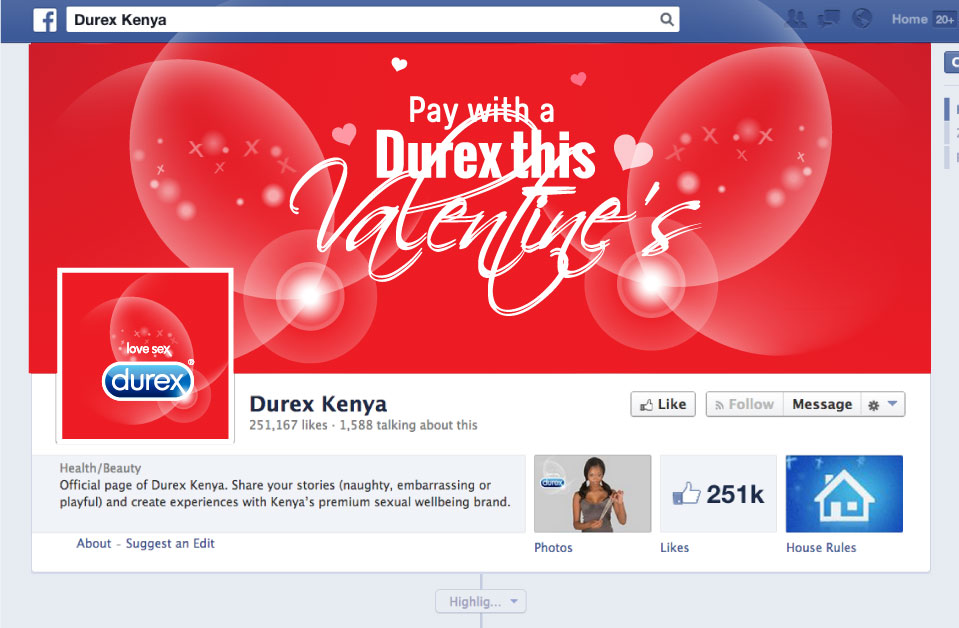 Durex Kenya
Home 20+
Pay with a
Durex this
Valentine's
love sex
durex®
Durex Kenya
251,167 likes · 1,588 talking about this
Like
Follow
Message
Health/Beauty
Official page of Durex Kenya. Share your stories (naughty, embarrassing or
playful) and create experiences with Kenya's premium sexual wellbeing brand.
About – Suggest an Edit
durex
Photos
251k
Likes
House Rules
Highlig...